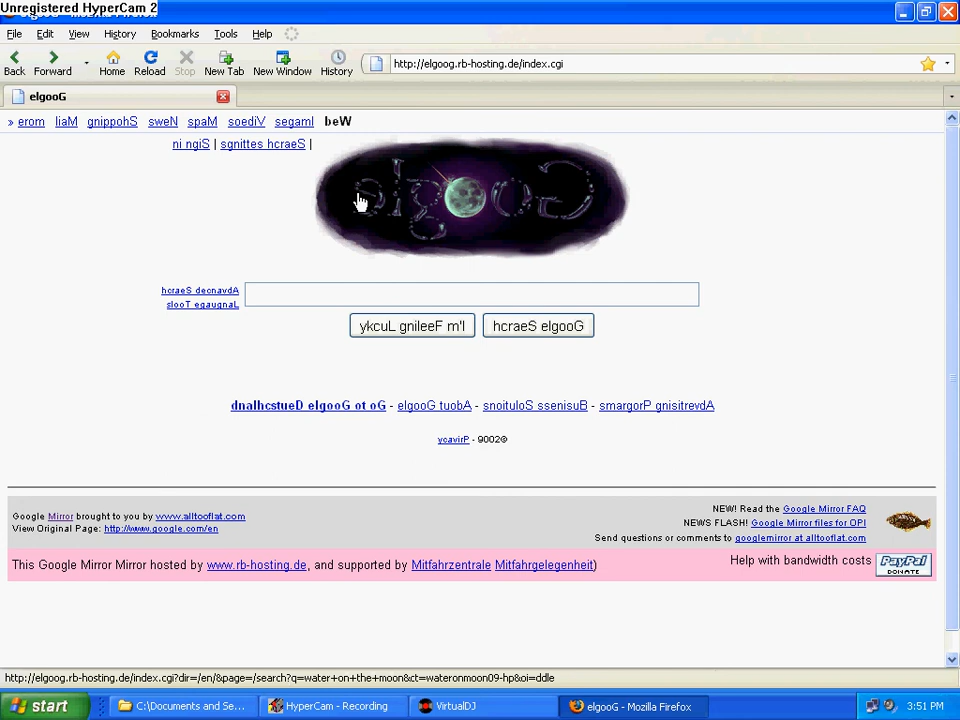 Unregistered HyperCam 2
File Edit View History Bookmarks Tools Help
Back Forward Home Reload Stop New Tab New Window History http://elgoog.rb-hosting.de/index.cgi
elgooG
» erom liaM gnippohS sweN spaM soediV segamI beW
ni ngiS | sgnittes hcraeS |
elgooG
hcraeS decnavdA
slooT egaugnaL
ykcuL gnileeF m'I hcraeS elgooG
dnalhcstueD elgooG ot oG - elgooG tuobA - snoituloS ssenisuB - smargorP gnisitrevdA
ycavirP - 9002©
Google Mirror brought to you by www.alltooflat.com
View Original Page: http://www.google.com/en
NEW! Read the Google Mirror FAQ
NEWS FLASH! Google Mirror files for OPI
Send questions or comments to googlemirror at alltooflat.com
This Google Mirror Mirror hosted by www.rb-hosting.de, and supported by Mitfahrzentrale Mitfahrgelegenheit)
Help with bandwidth costs PayPal DONATE
http://elgoog.rb-hosting.de/index.cgi?dir=/en/&page=/search?q=water+on+the+moon&ct=wateronmoon09-hp&oi=ddle
start C:\Documents and Se... HyperCam - Recording VirtualDJ elgooG - Mozilla Firefox 3:51 PM